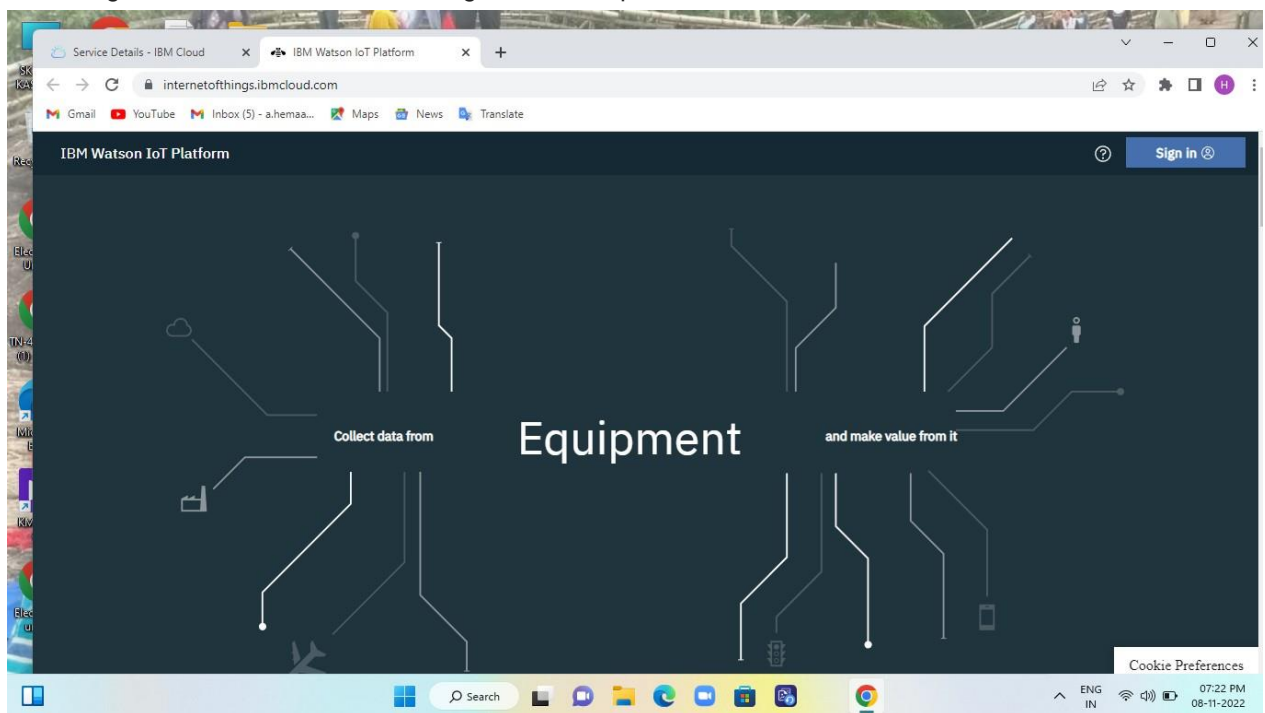 Service Details - IBM Cloud
IBM Watson IoT Platform
internetofthings.ibmcloud.com
H
Gmail YouTube Inbox (5) - a.hemaa... Maps News Translate
IBM Watson IoT Platform
Sign in
Collect data from Equipment and make value from it
Cookie Preferences
Search
ENG
IN
07:22 PM
08-11-2022